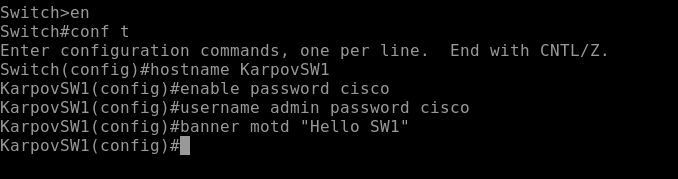 Switch>en
Switch#conf t
Enter configuration commands, one per line.  End with CNTL/Z.
Switch(config)#hostname KarpovSW1
KarpovSW1(config)#enable password cisco
KarpovSW1(config)#username admin password cisco
KarpovSW1(config)#banner motd "Hello SW1"
KarpovSW1(config)#